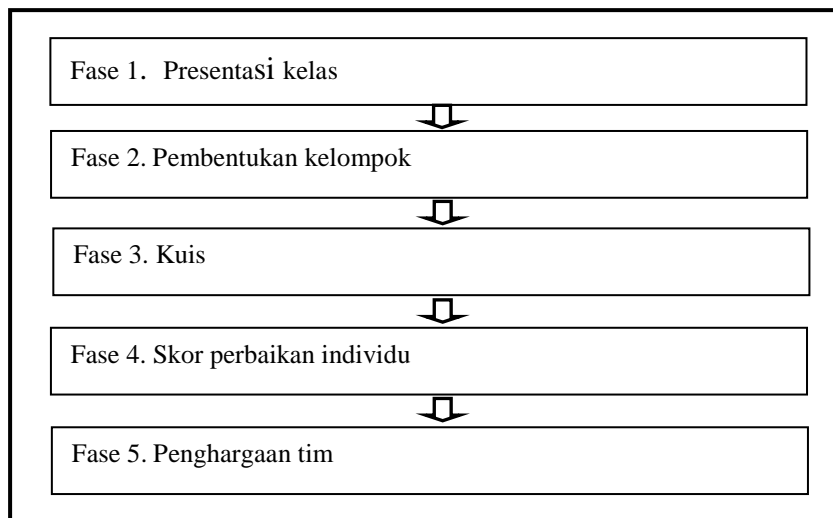 Fase 1. Presentasi kelas
Fase 2. Pembentukan kelompok
Fase 3. Kuis
Fase 4. Skor perbaikan individu
Fase 5. Penghargaan tim